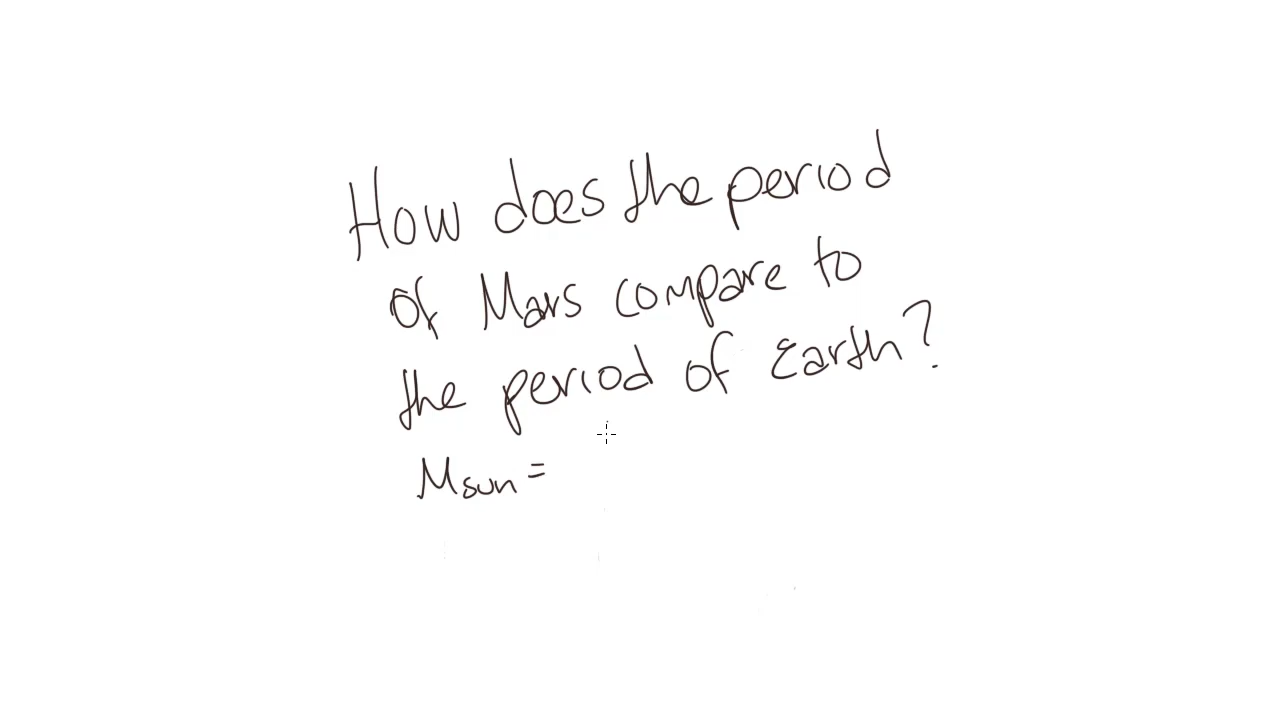 How does the period
of Mars compare to
the period of Earth?
Msun =